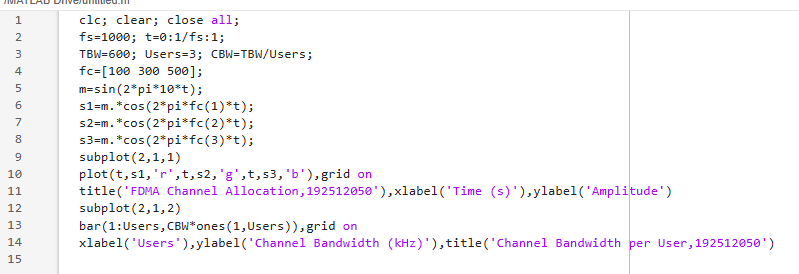 /MATLAB Drive/untitled.m
1 clc; clear; close all;
2 fs=1000; t=0:1/fs:1;
3 TBW=600; Users=3; CBW=TBW/Users;
4 fc=[100 300 500];
5 m=sin(2*pi*10*t);
6 s1=m.*cos(2*pi*fc(1)*t);
7 s2=m.*cos(2*pi*fc(2)*t);
8 s3=m.*cos(2*pi*fc(3)*t);
9 subplot(2,1,1)
10 plot(t,s1,'r',t,s2,'g',t,s3,'b'),grid on
11 title('FDMA Channel Allocation,192512050'),xlabel('Time (s)'),ylabel('Amplitude')
12 subplot(2,1,2)
13 bar(1:Users,CBW*ones(1,Users)),grid on
14 xlabel('Users'),ylabel('Channel Bandwidth (kHz)'),title('Channel Bandwidth per User,192512050')
15